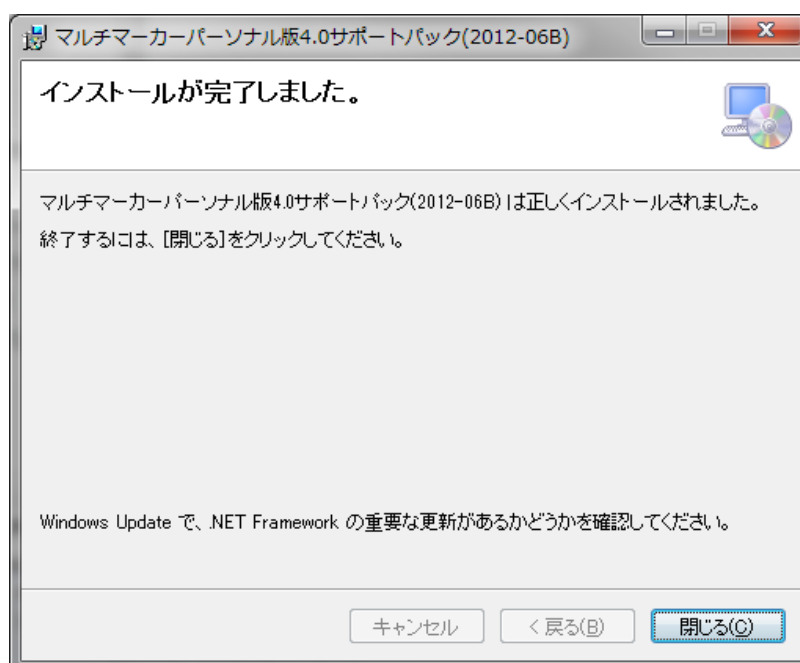 マルチマーカーパーソナル版4.0サポートパック(2012-06B)
インストールが完了しました。
マルチマーカーパーソナル版4.0サポートパック(2012-06B) は正しくインストールされました。
終了するには、[閉じる]をクリックしてください。
Windows Update で、.NET Framework の重要な更新があるかどうかを確認してください。
キャンセル
< 戻る(B)
閉じる(C)